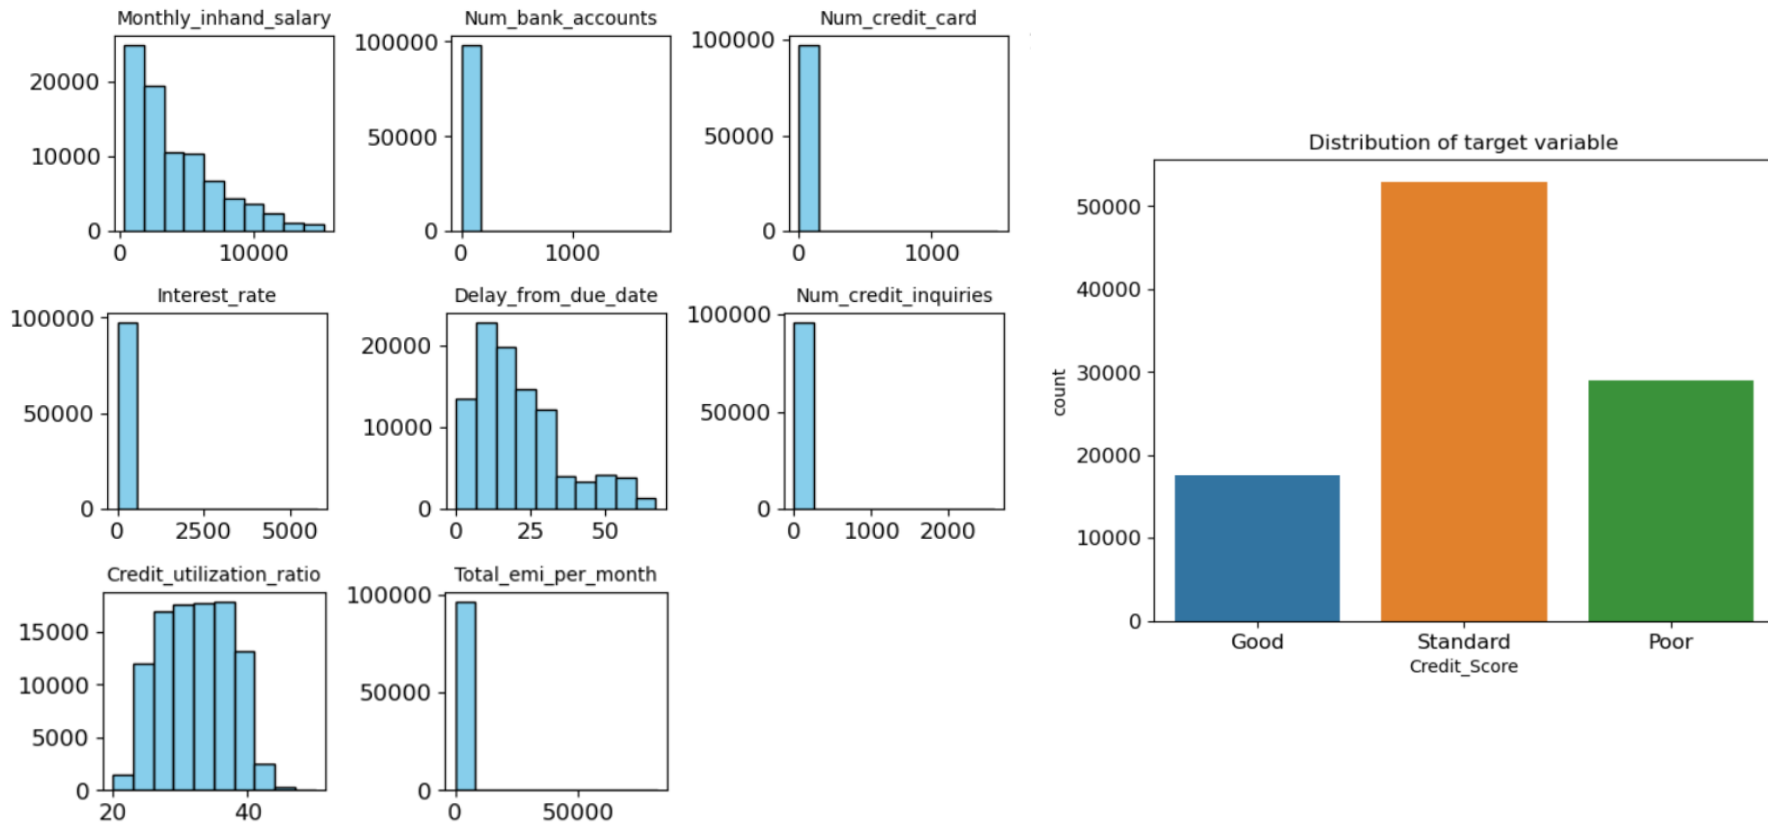 Monthly_inhand_salary
20000
10000
0
0 10000
Num_bank_accounts
100000
50000
0
0 1000
Num_credit_card
100000
50000
0
0 1000
Interest_rate
100000
50000
0
0 2500 5000
Delay_from_due_date
20000
10000
0
0 25 50
Num_credit_inquiries
100000
50000
0
0 1000 2000
Credit_utilization_ratio
15000
10000
5000
0
20 40
Total_emi_per_month
100000
50000
0
0 50000
Distribution of target variable
count
50000
40000
30000
20000
10000
0
Good Standard Poor
Credit_Score